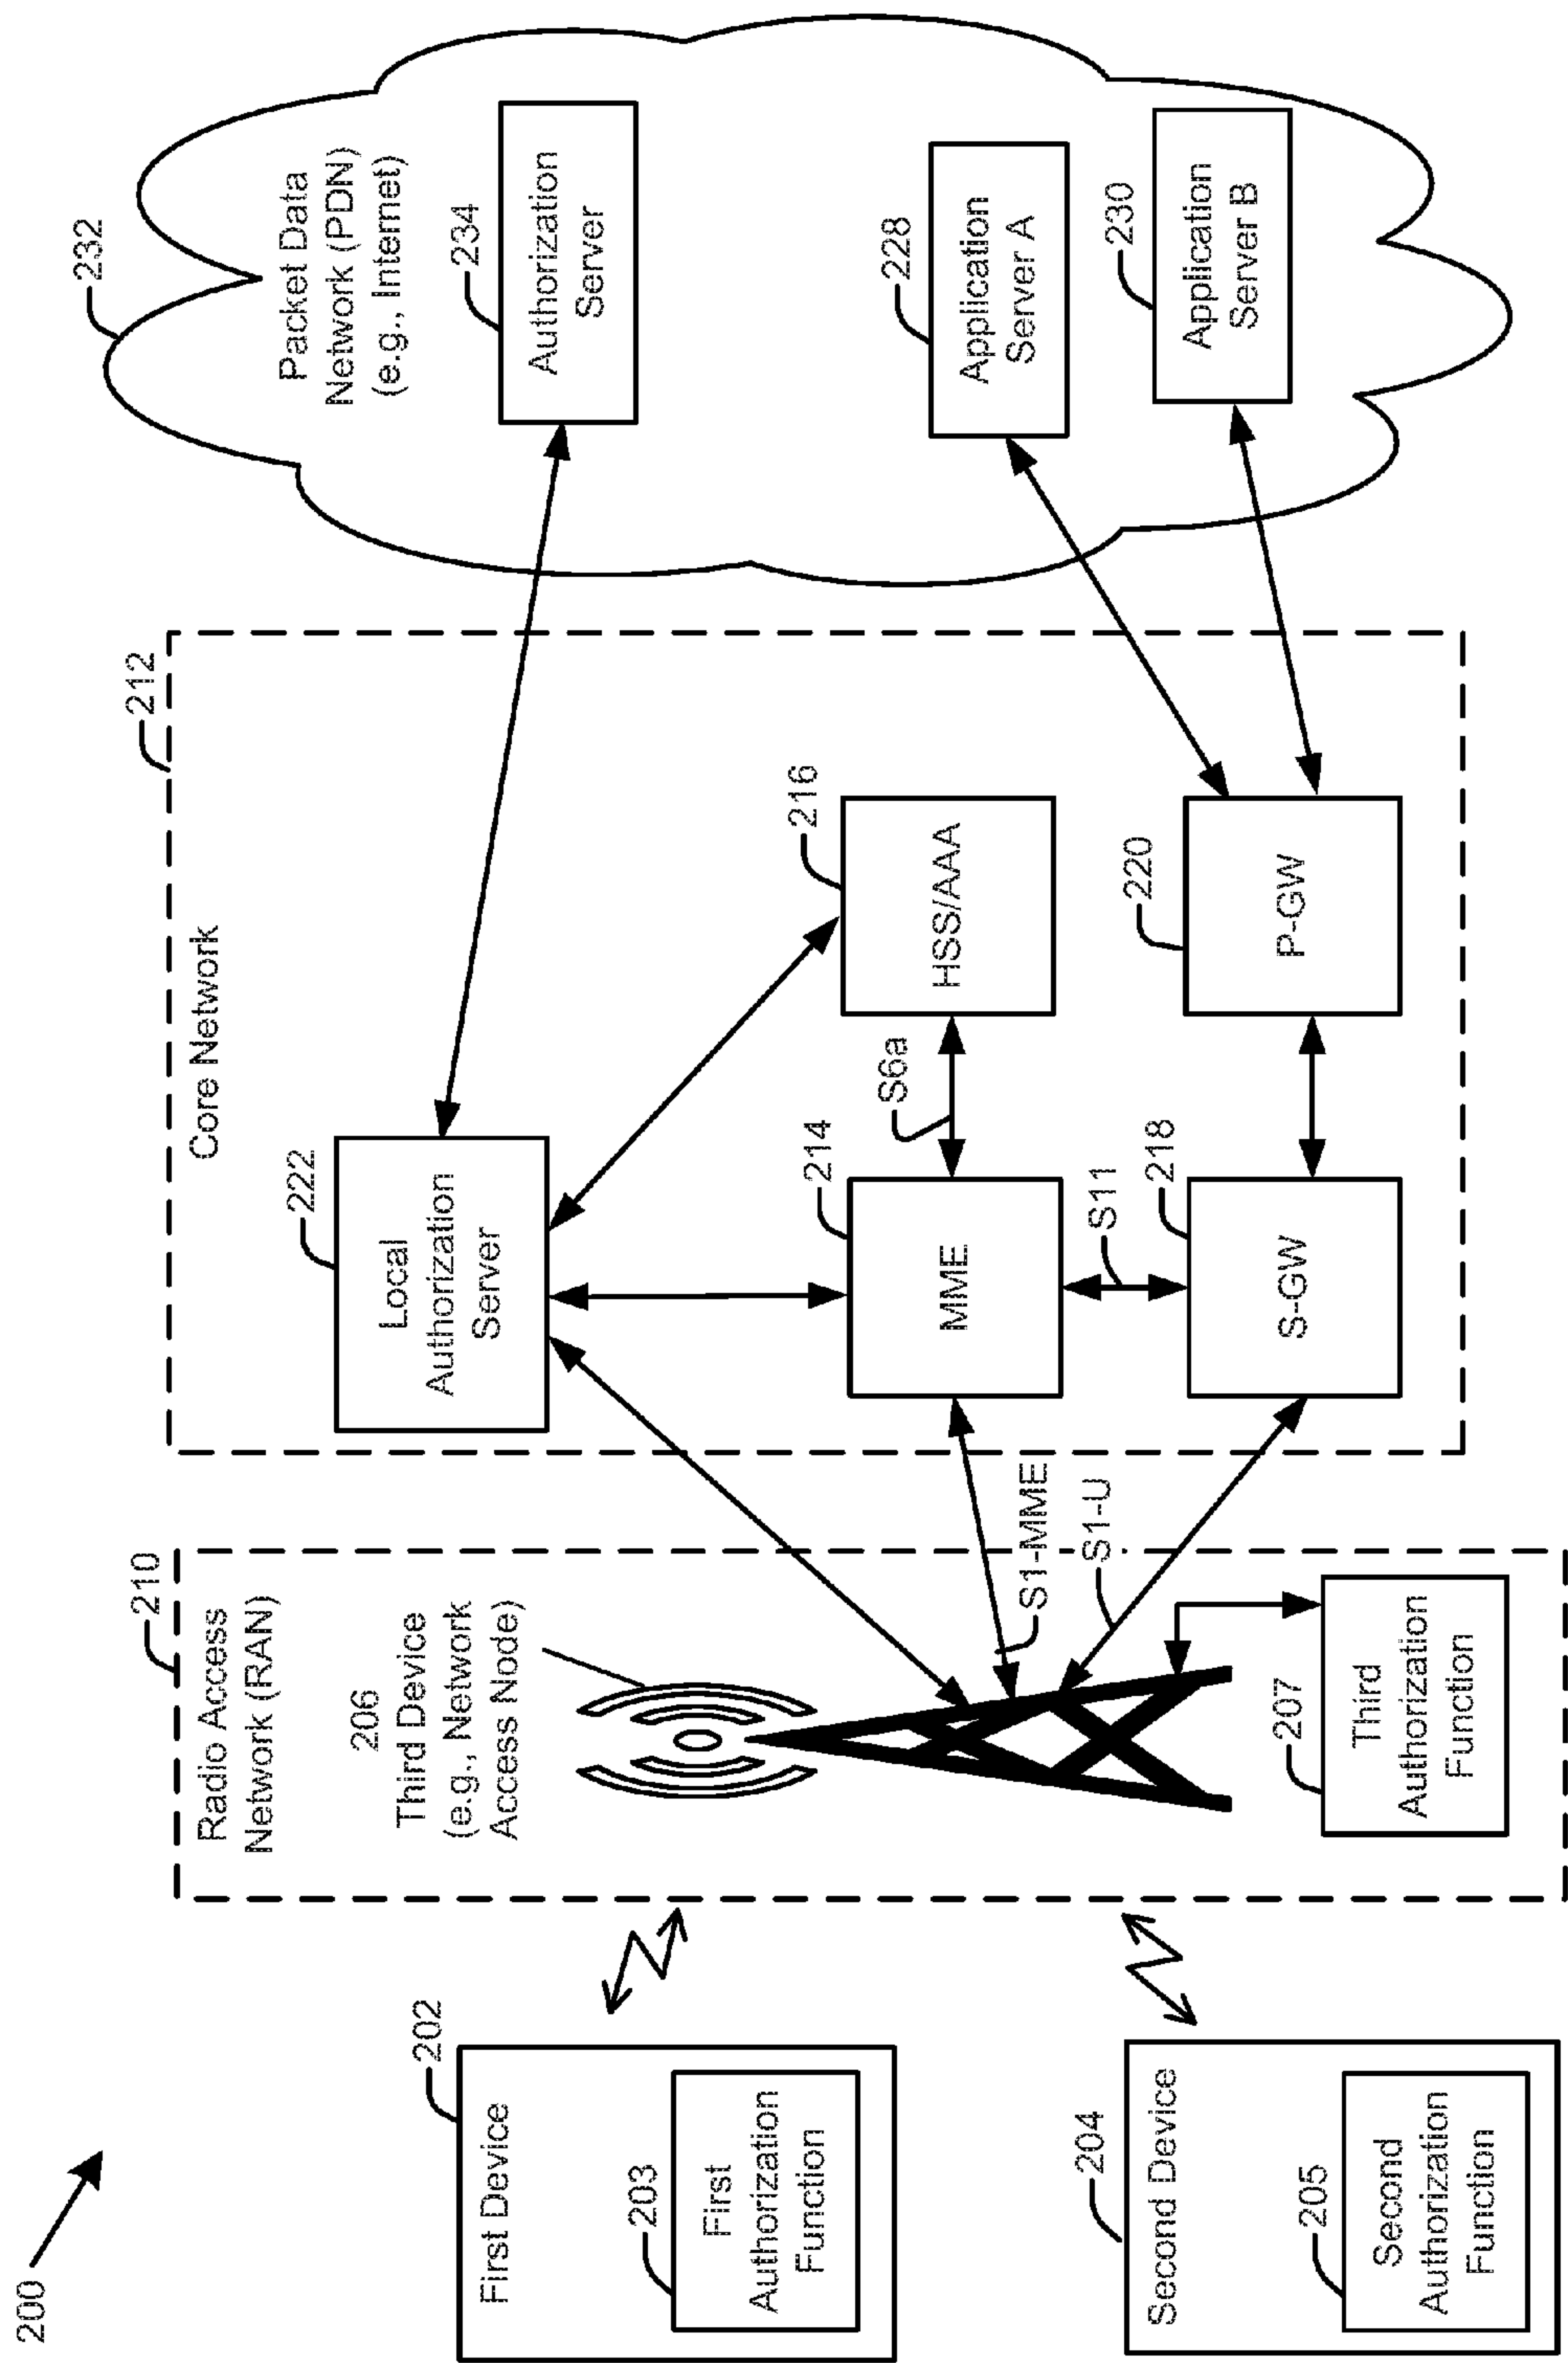 200
202
First Device
203
First
Authorization
Function
204
Second Device
205
Second
Authorization
Function
210
Radio Access
Network (RAN)
206
Third Device
(e.g., Network
Access Node)
207
Third
Authorization
Function
S1-MME
S1-U
212
Core Network
222
Local
Authorization
Server
214
MME
S6a
216
HSS/AAA
S11
218
S-GW
220
P-GW
232
Packet Data
Network (PDN)
(e.g., Internet)
234
Authorization
Server
228
Application
Server A
230
Application
Server B